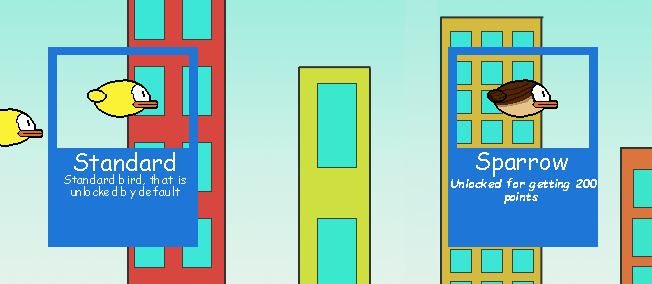 Standard
Standard bird, that is
unlocked by default
Sparrow
Unlocked for getting 200
points